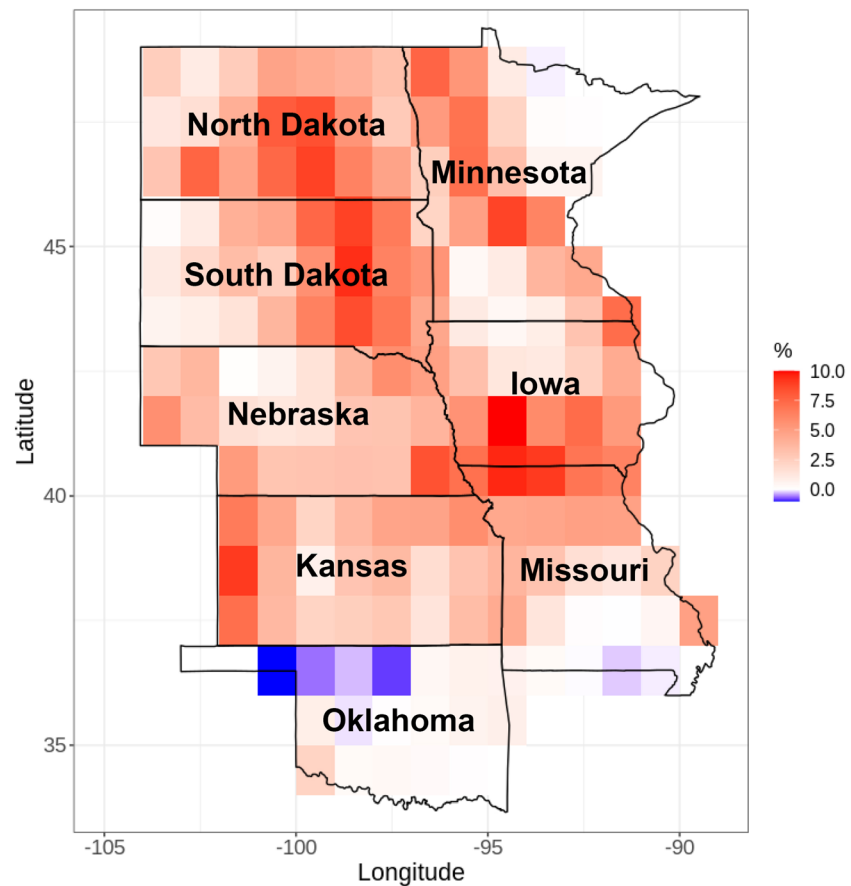 North Dakota
Minnesota
45
South Dakota
%
Iowa
10.0
Nebraska
7.5
5.0
2.5
0.0
Latitude
40
Kansas
Missouri
Oklahoma
35
-105
-100
-95
-90
Longitude